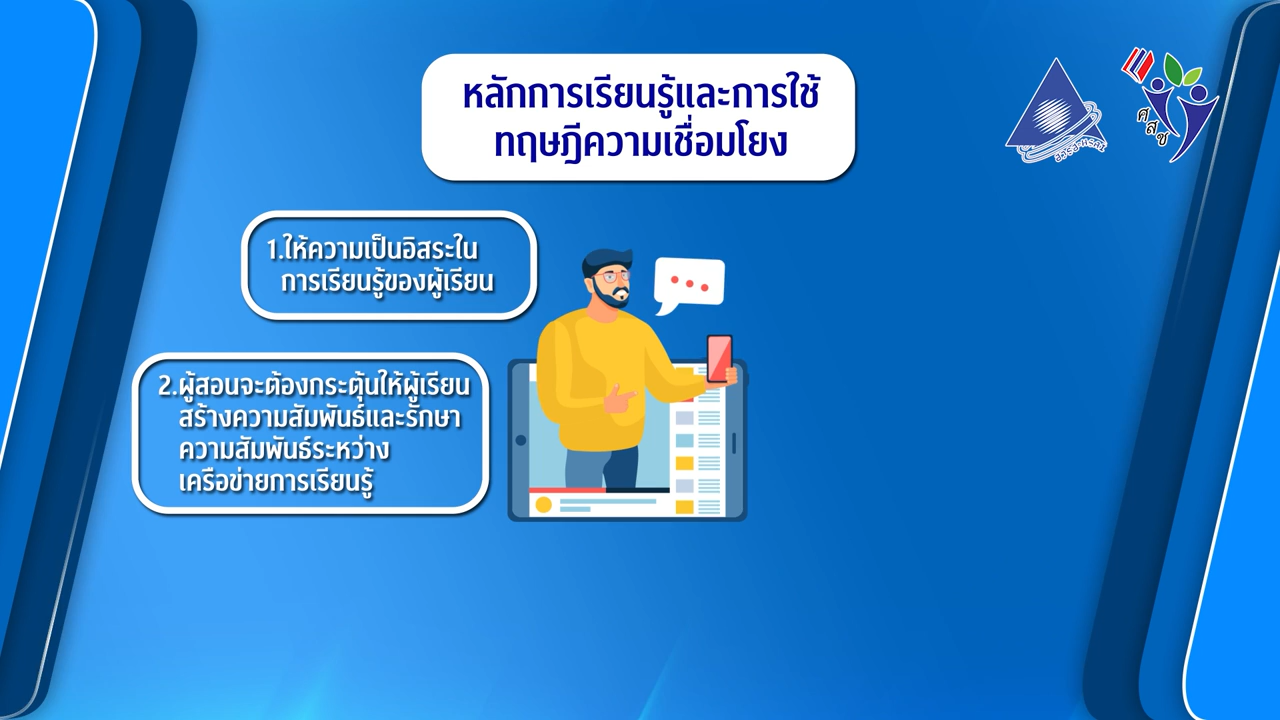 หลักการเรียนรู้และการใช้
ทฤษฎีความเชื่อมโยง
1.ให้ความเป็นอิสระใน
การเรียนรู้ของผู้เรียน
2.ผู้สอนจะต้องกระตุ้นให้ผู้เรียน
สร้างความสัมพันธ์และรักษา
ความสัมพันธ์ระหว่าง
เครือข่ายการเรียนรู้
ศสช